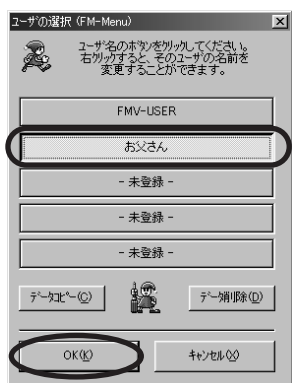 ユーザの選択 (FM-Menu)
ユーザ名のボタンをクリックしてください。
右クリックすると、そのユーザの名前を
変更することができます。
FMV-USER
お父さん
- 未登録 -
- 未登録 -
- 未登録 -
データコピー(C)
データ削除(D)
OK(K)
キャンセル(X)